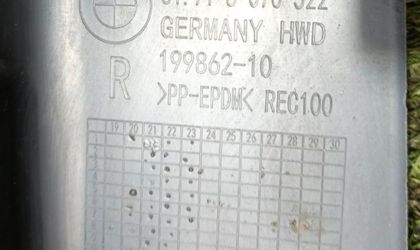 GERMANY HWD
R 199862-10
>PP-EPDM< REC100
19 20 21 22 23 24 25 26 27 28 29 30